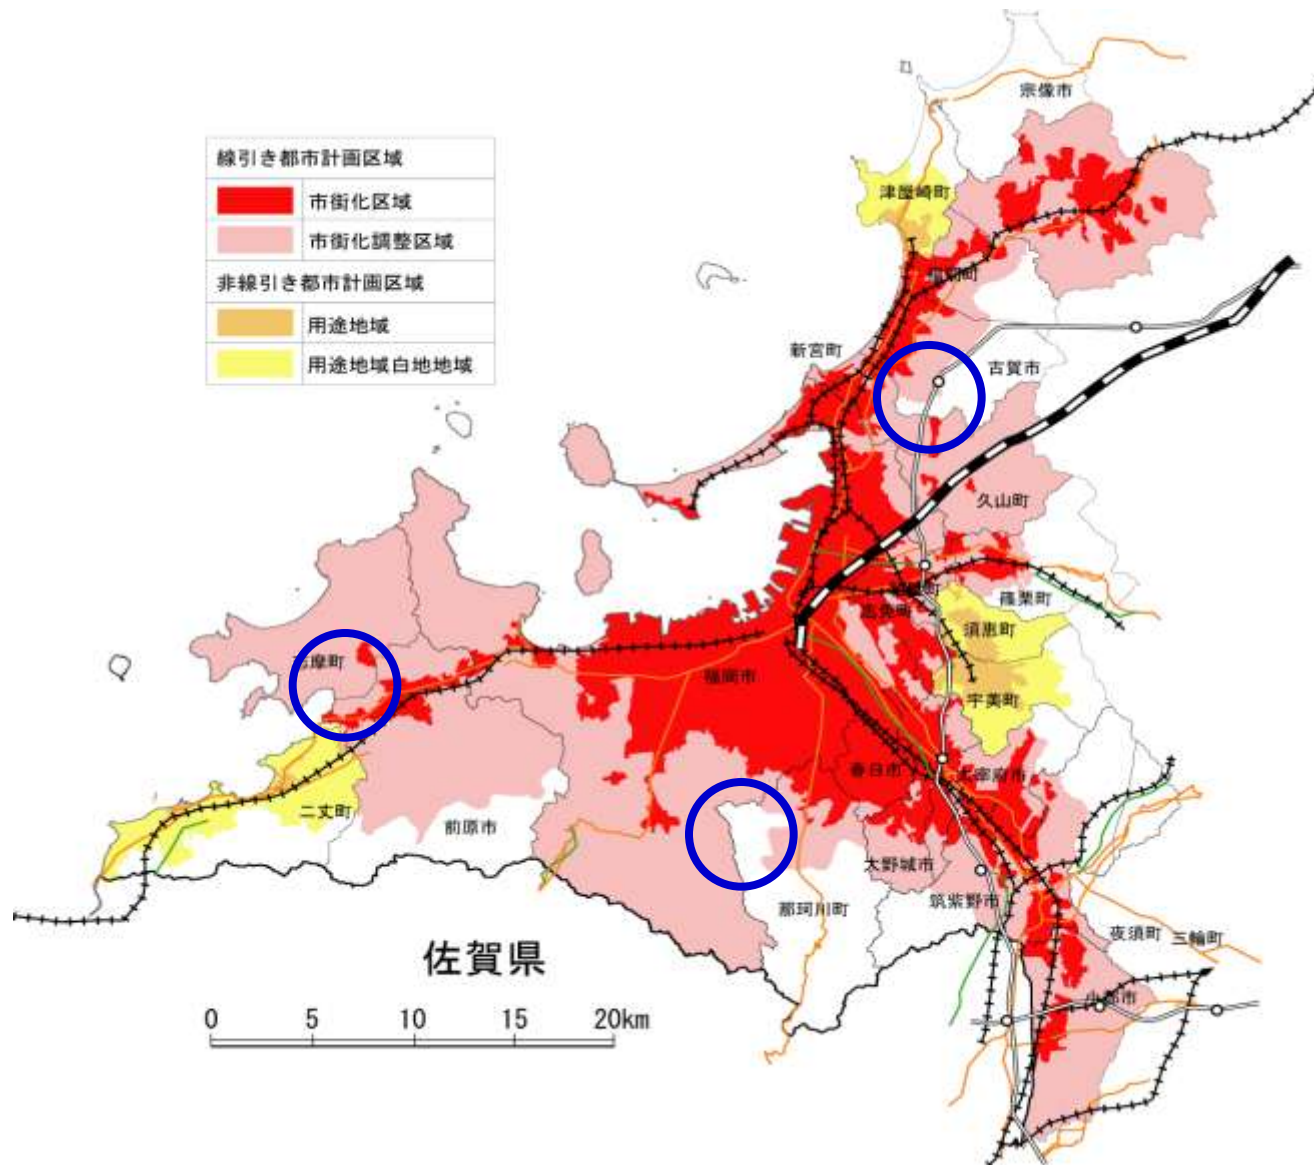 宗像市
線引き都市計画区域
市街化区域
津屋崎町
市街化調整区域
非線引き都市計画区域
用途地域
新宮町
用途地域白地地域
古賀市
久山町
篠栗町
須恵町
志摩町
福岡市
宇美町
春日市
太宰府市
二丈町
前原市
大野城市
筑紫野市
那珂川町
夜須町
三輪町
佐賀県
小郡市
0 5 10 15 20km